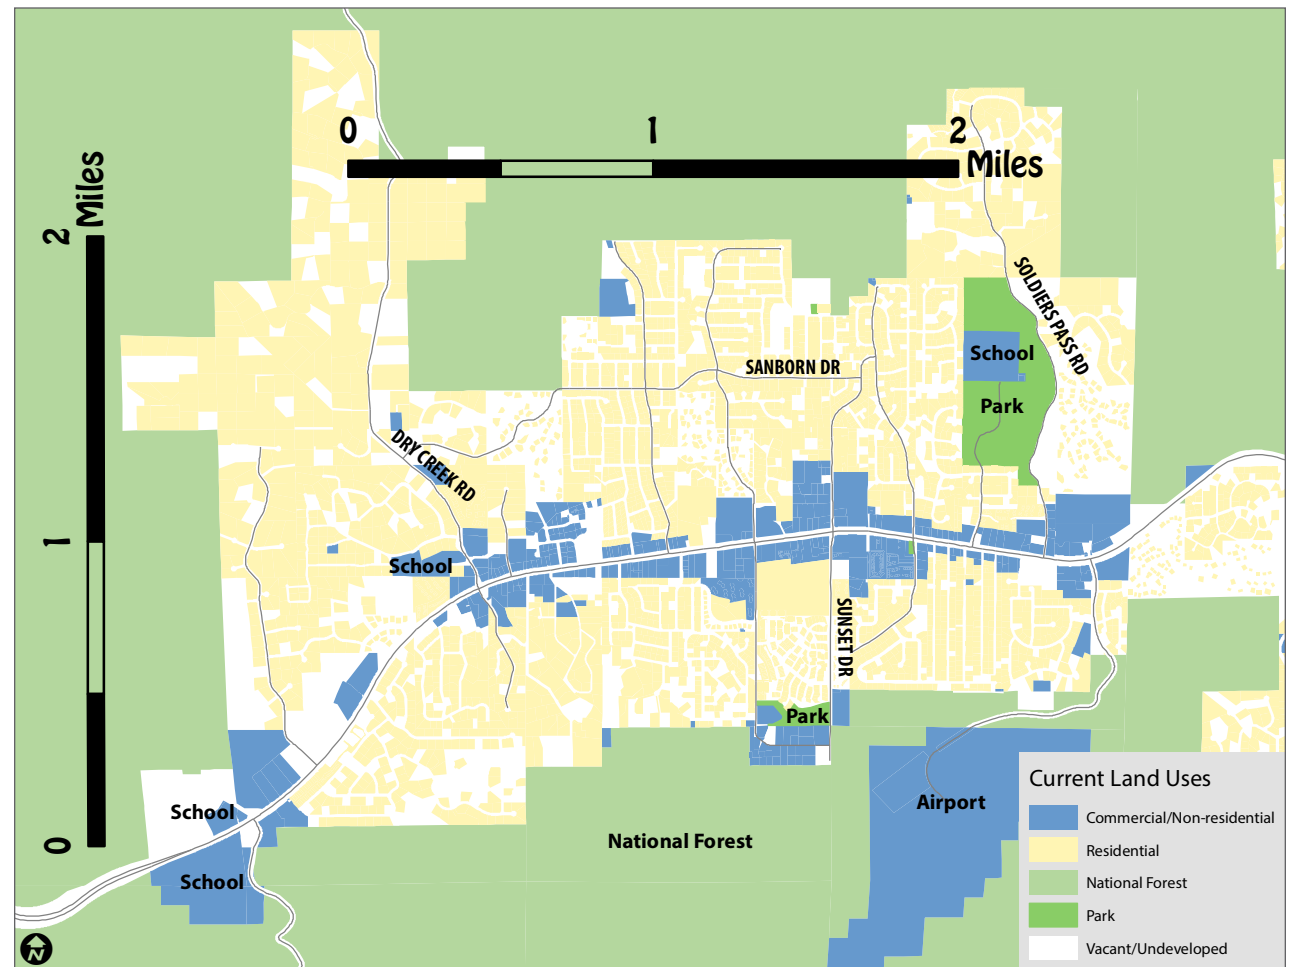 0 1 2
Miles
2 Miles
1
0
SOLDIERS PASS RD
School
SANBORN DR
Park
DRY CREEK RD
School
SUNSET DR
Park
Current Land Uses
Commercial/Non-residential
Residential
National Forest
Park
Vacant/Undeveloped
Airport
School
National Forest
School
N